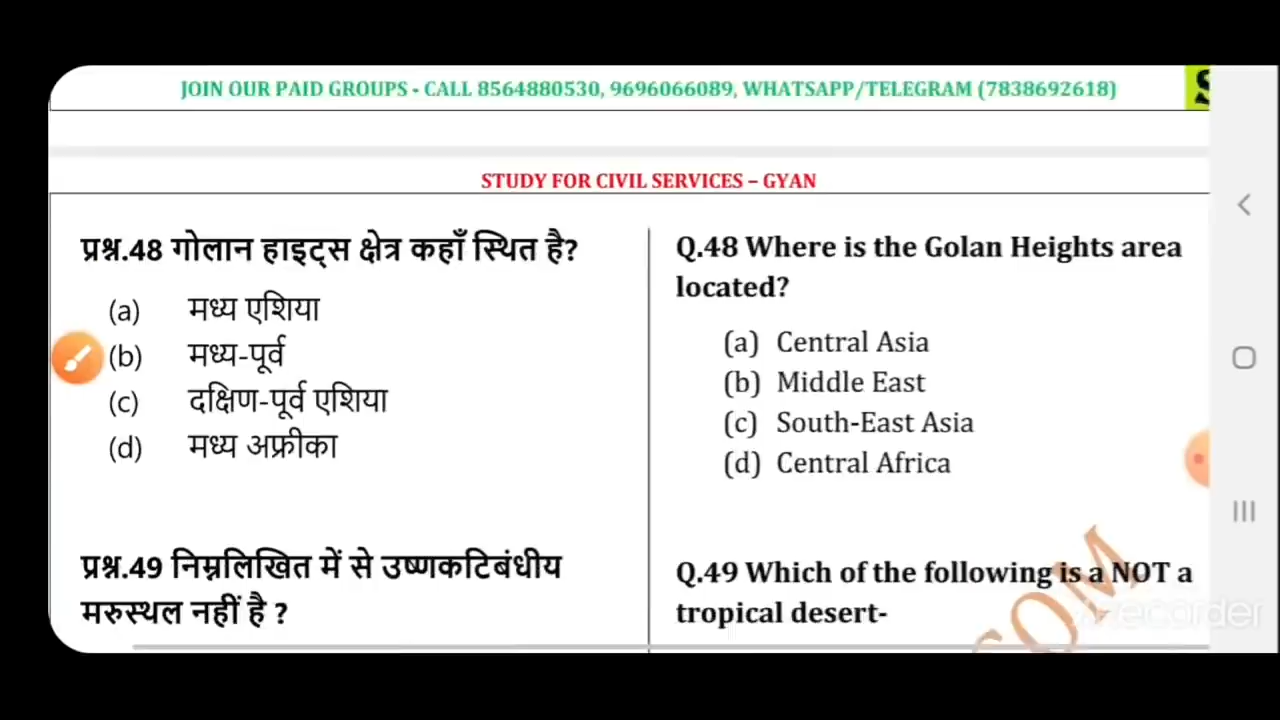 JOIN OUR PAID GROUPS - CALL 8564880530, 9696066089, WHATSAPP/TELEGRAM (7838692618)
STUDY FOR CIVIL SERVICES – GYAN
प्रश्न.48 गोलान हाइट्स क्षेत्र कहाँ स्थित है?
(a) मध्य एशिया
(b) मध्य-पूर्व
(c) दक्षिण-पूर्व एशिया
(d) मध्य अफ्रीका
प्रश्न.49 निम्नलिखित में से उष्णकटिबंधीय
मरुस्थल नहीं है ?
Q.48 Where is the Golan Heights area
located?
(a) Central Asia
(b) Middle East
(c) South-East Asia
(d) Central Africa
Q.49 Which of the following is a NOT a
tropical desert-
COM
Recorder